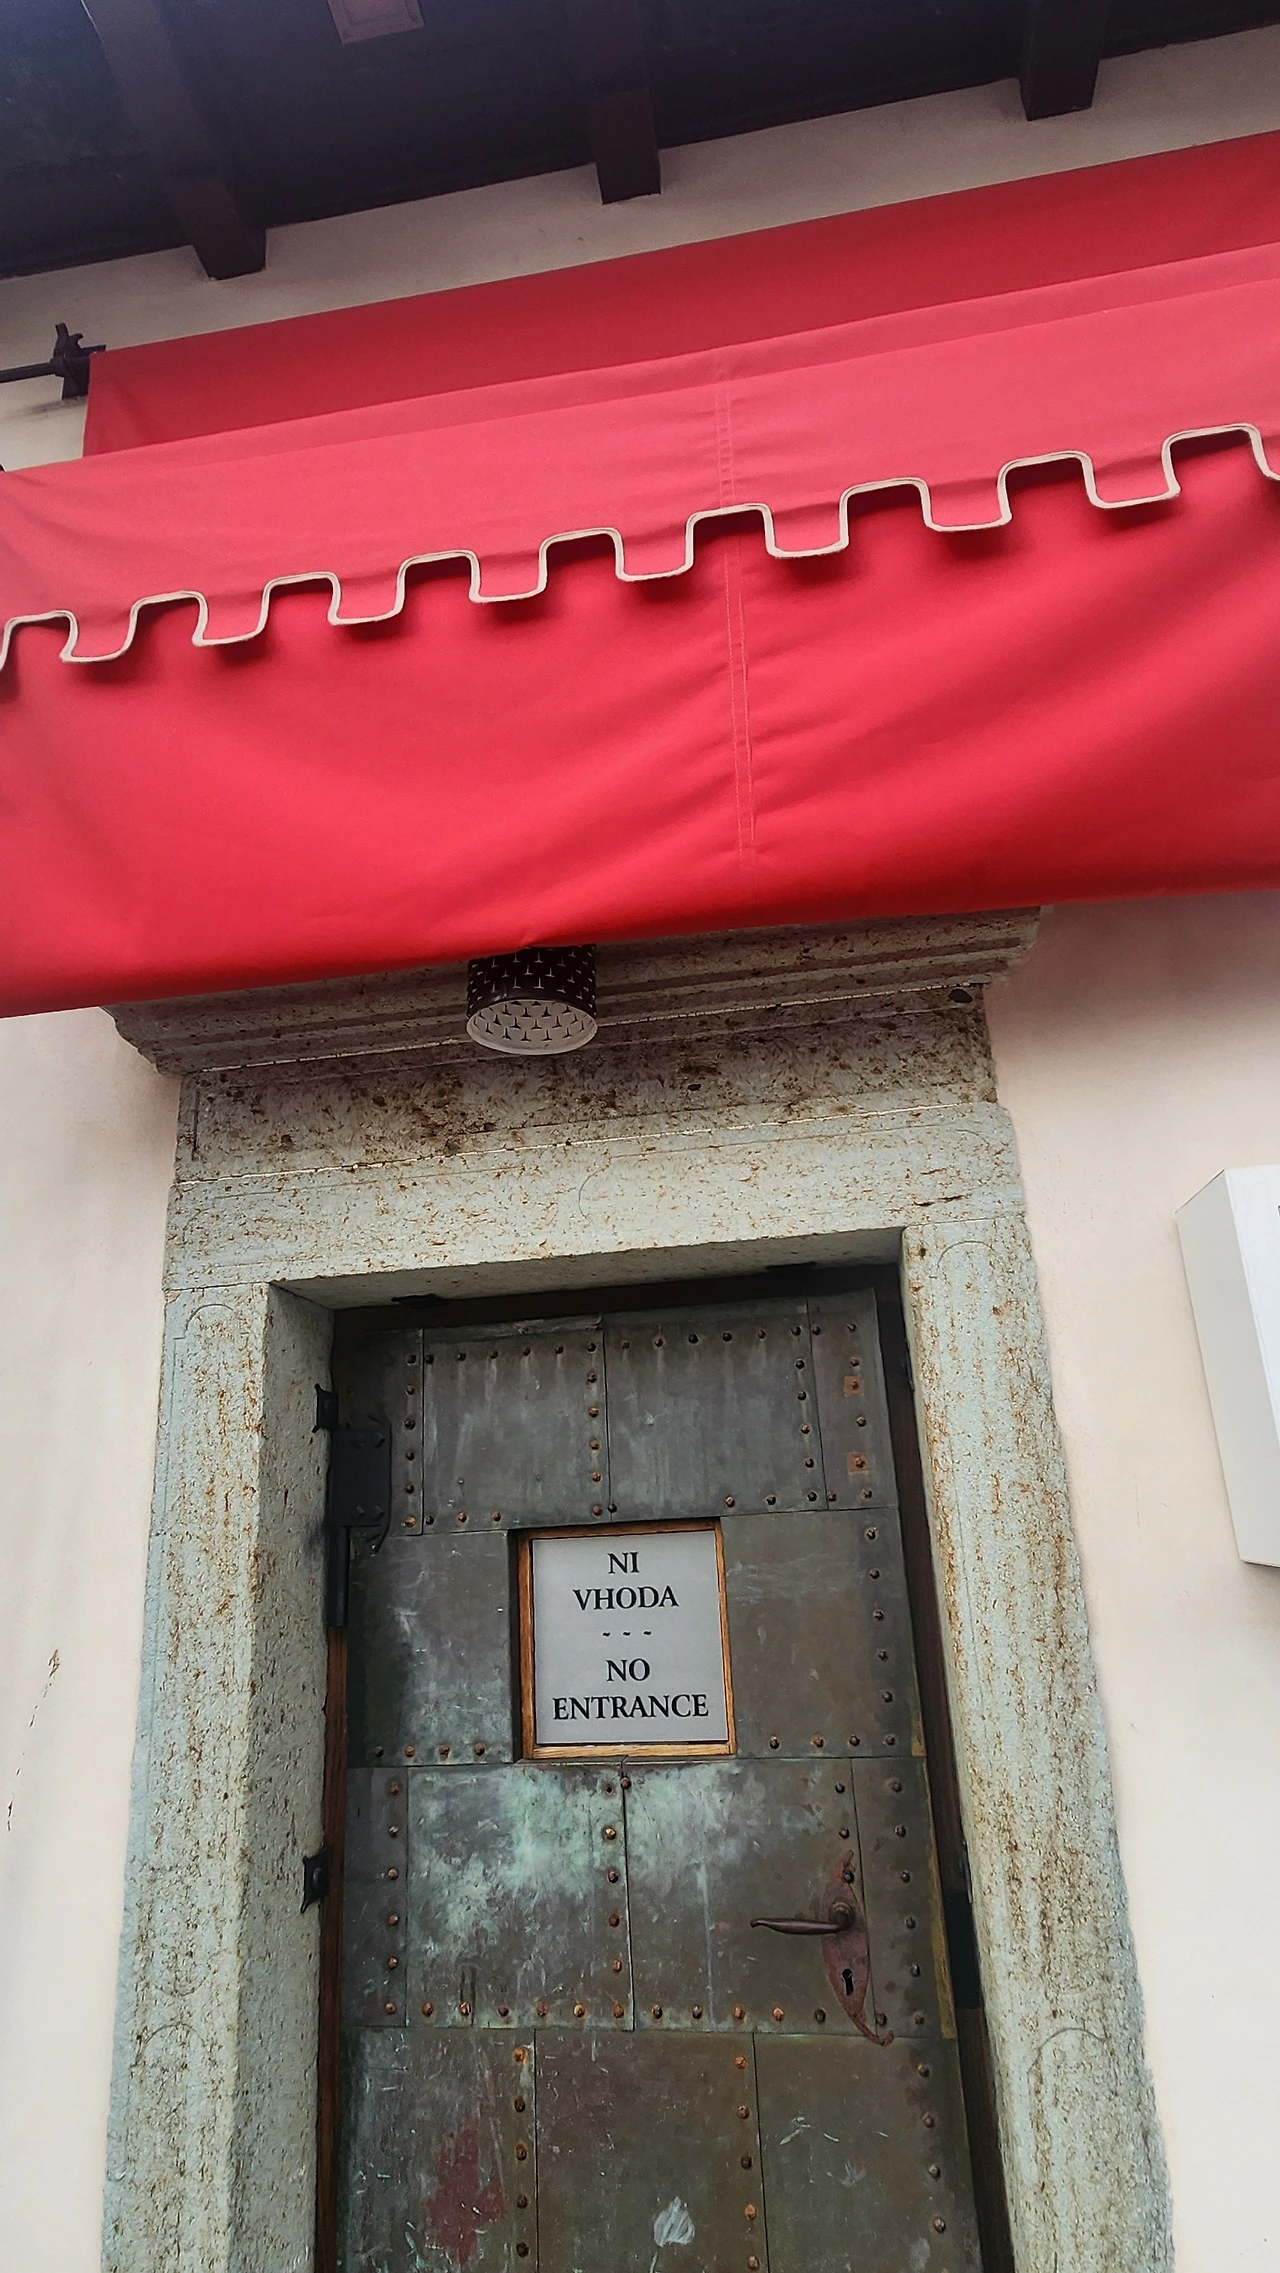 NI
VHODA
- - -
NO
ENTRANCE